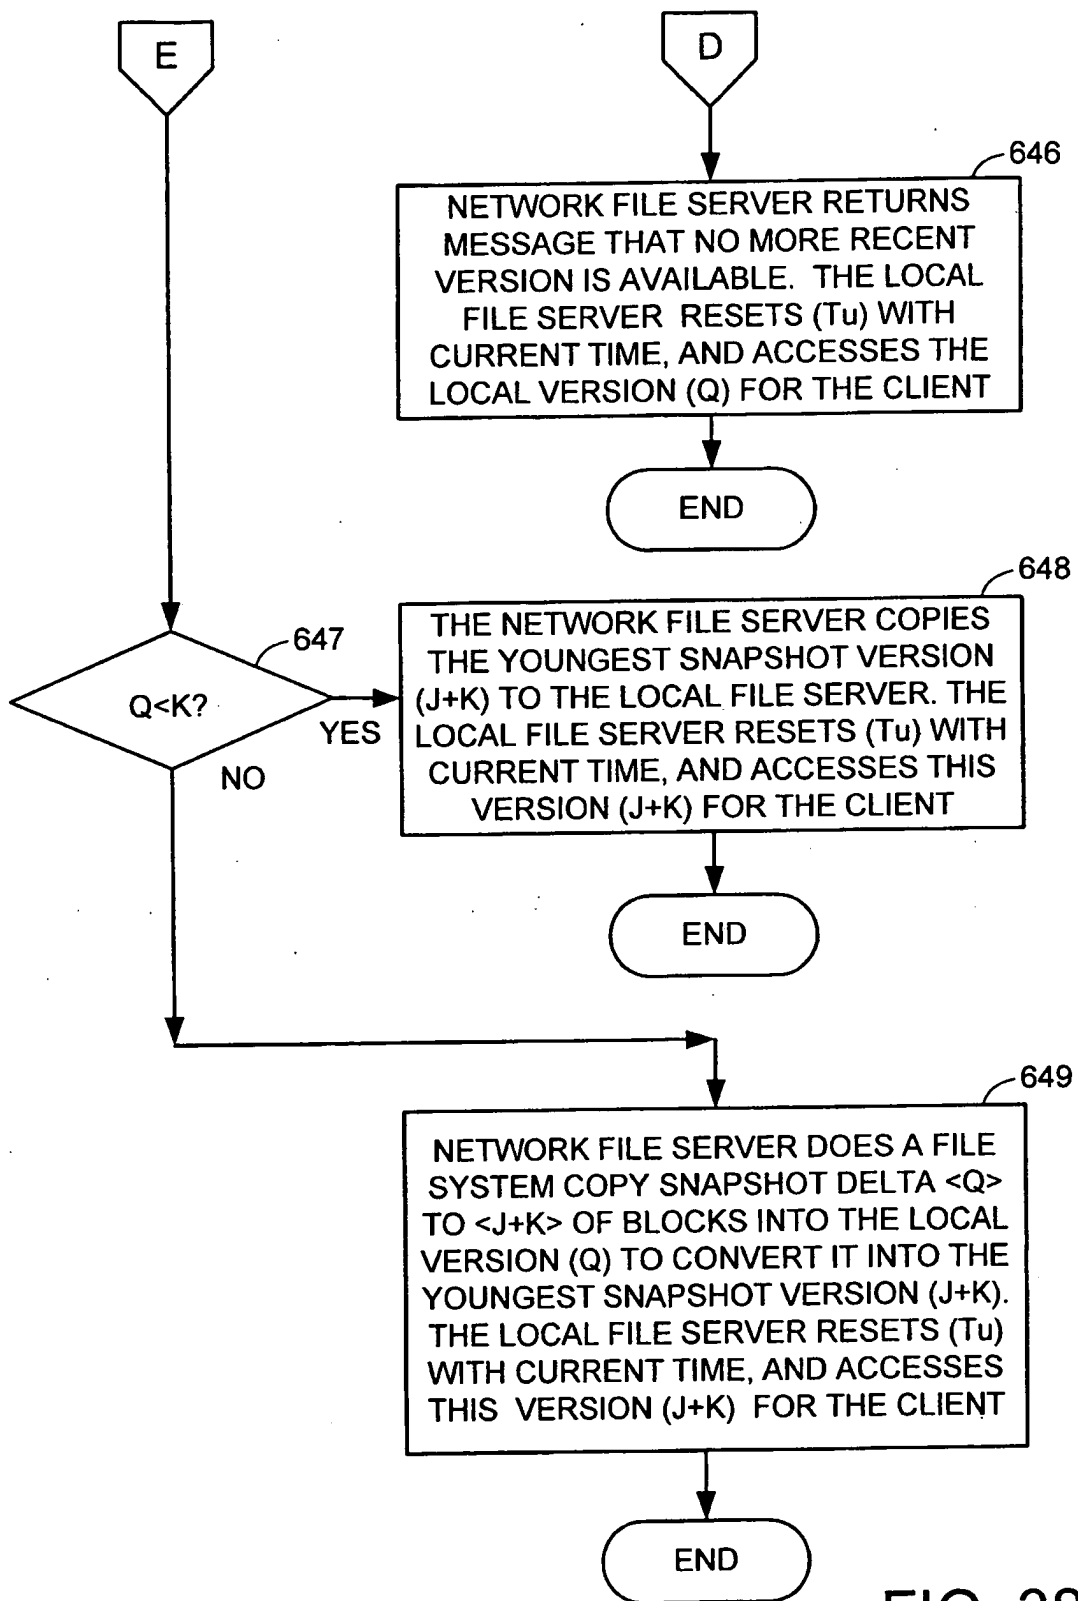 E
D
646
NETWORK FILE SERVER RETURNS
MESSAGE THAT NO MORE RECENT
VERSION IS AVAILABLE. THE LOCAL
FILE SERVER RESETS (Tu) WITH
CURRENT TIME, AND ACCESSES THE
LOCAL VERSION (Q) FOR THE CLIENT
END
647
Q<K?
YES
NO
648
THE NETWORK FILE SERVER COPIES
THE YOUNGEST SNAPSHOT VERSION
(J+K) TO THE LOCAL FILE SERVER. THE
LOCAL FILE SERVER RESETS (Tu) WITH
CURRENT TIME, AND ACCESSES THIS
VERSION (J+K) FOR THE CLIENT
END
649
NETWORK FILE SERVER DOES A FILE
SYSTEM COPY SNAPSHOT DELTA <Q>
TO <J+K> OF BLOCKS INTO THE LOCAL
VERSION (Q) TO CONVERT IT INTO THE
YOUNGEST SNAPSHOT VERSION (J+K).
THE LOCAL FILE SERVER RESETS (Tu)
WITH CURRENT TIME, AND ACCESSES
THIS VERSION (J+K) FOR THE CLIENT
END